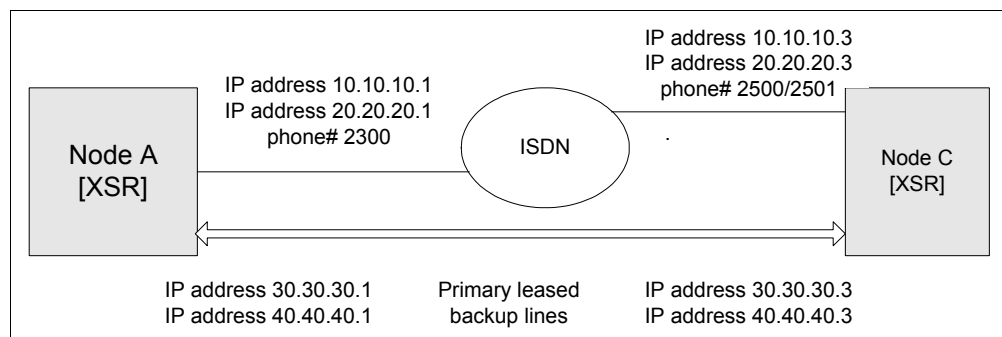 IP address 10.10.10.3
IP address 20.20.20.3
phone# 2500/2501
IP address 10.10.10.1
IP address 20.20.20.1
phone# 2300
Node A
[XSR]
ISDN
.
Node C
[XSR]
IP address 30.30.30.1
IP address 40.40.40.1
Primary leased
backup lines
IP address 30.30.30.3
IP address 40.40.40.3